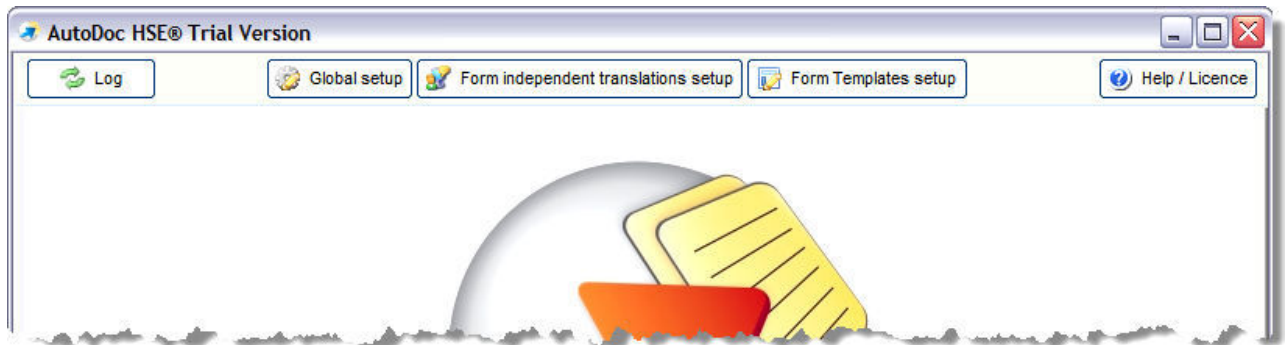 AutoDoc HSE® Trial Version
Log Global setup Form independent translations setup Form Templates setup Help / Licence